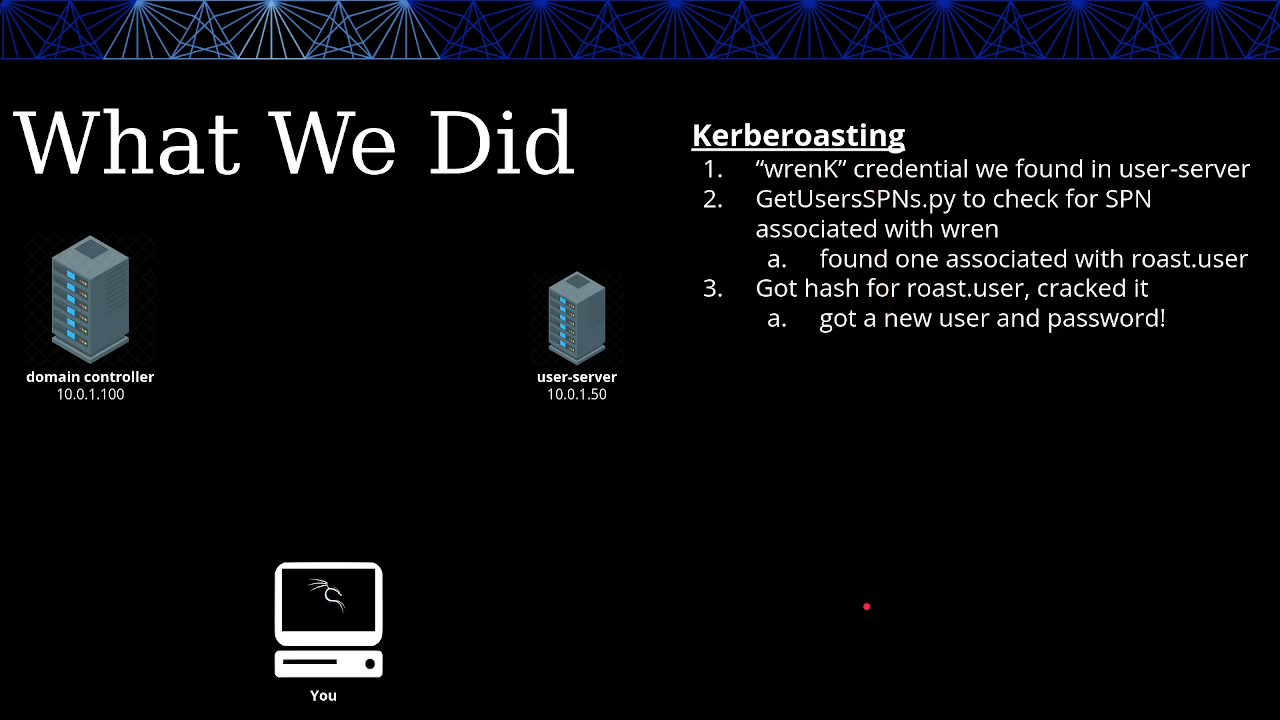 What We Did
Kerberoasting
1. “wrenK” credential we found in user-server
2. GetUsersSPNs.py to check for SPN
associated with wren
a. found one associated with roast.user
3. Got hash for roast.user, cracked it
a. got a new user and password!
domain controller
10.0.1.100
user-server
10.0.1.50
You